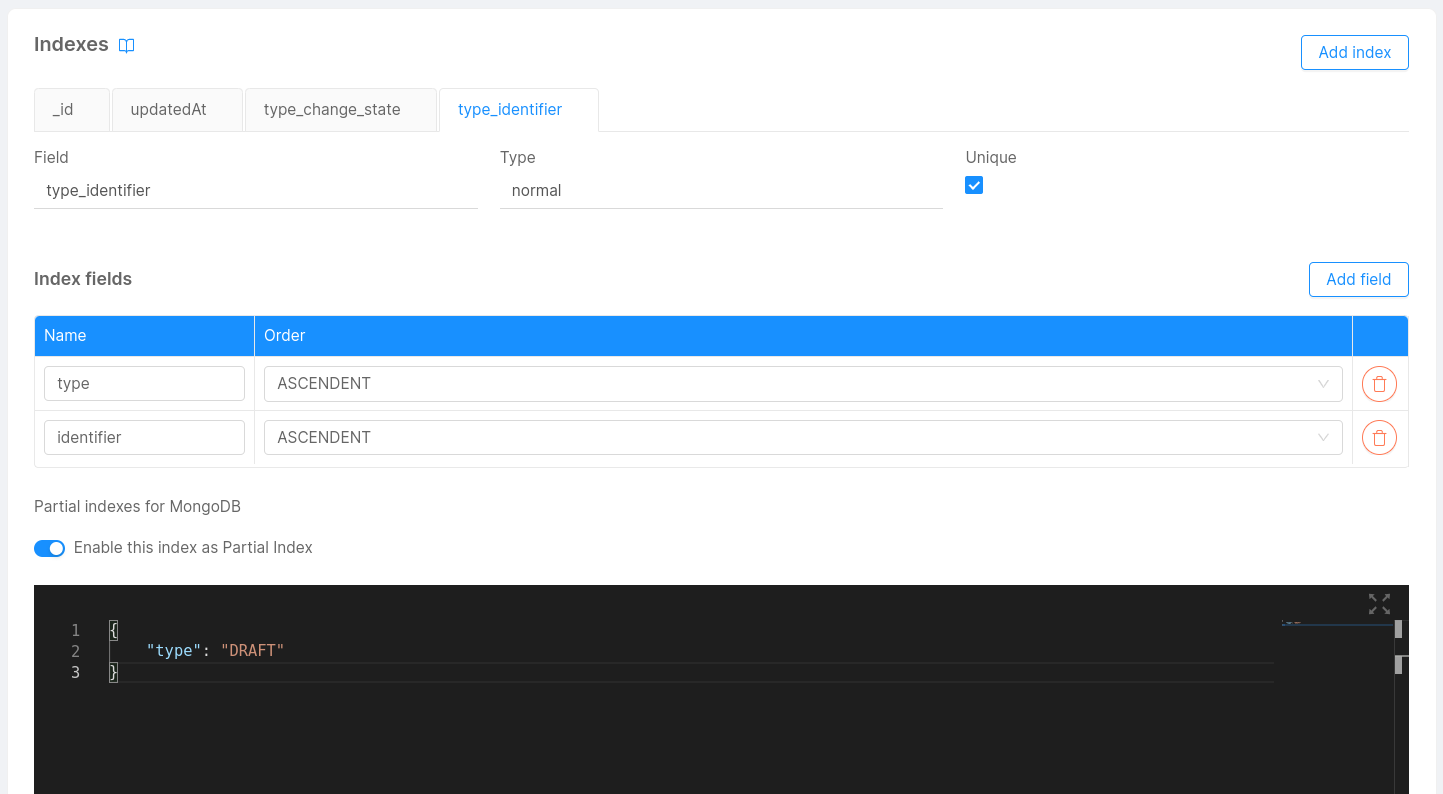 Indexes
Add index
_id updatedAt type_change_state type_identifier
Field Type Unique
type_identifier normal
Index fields
Add field
Name Order
type ASCENDENT
identifier ASCENDENT
Partial indexes for MongoDB
Enable this index as Partial Index
1 {
2 "type": "DRAFT"
3 }